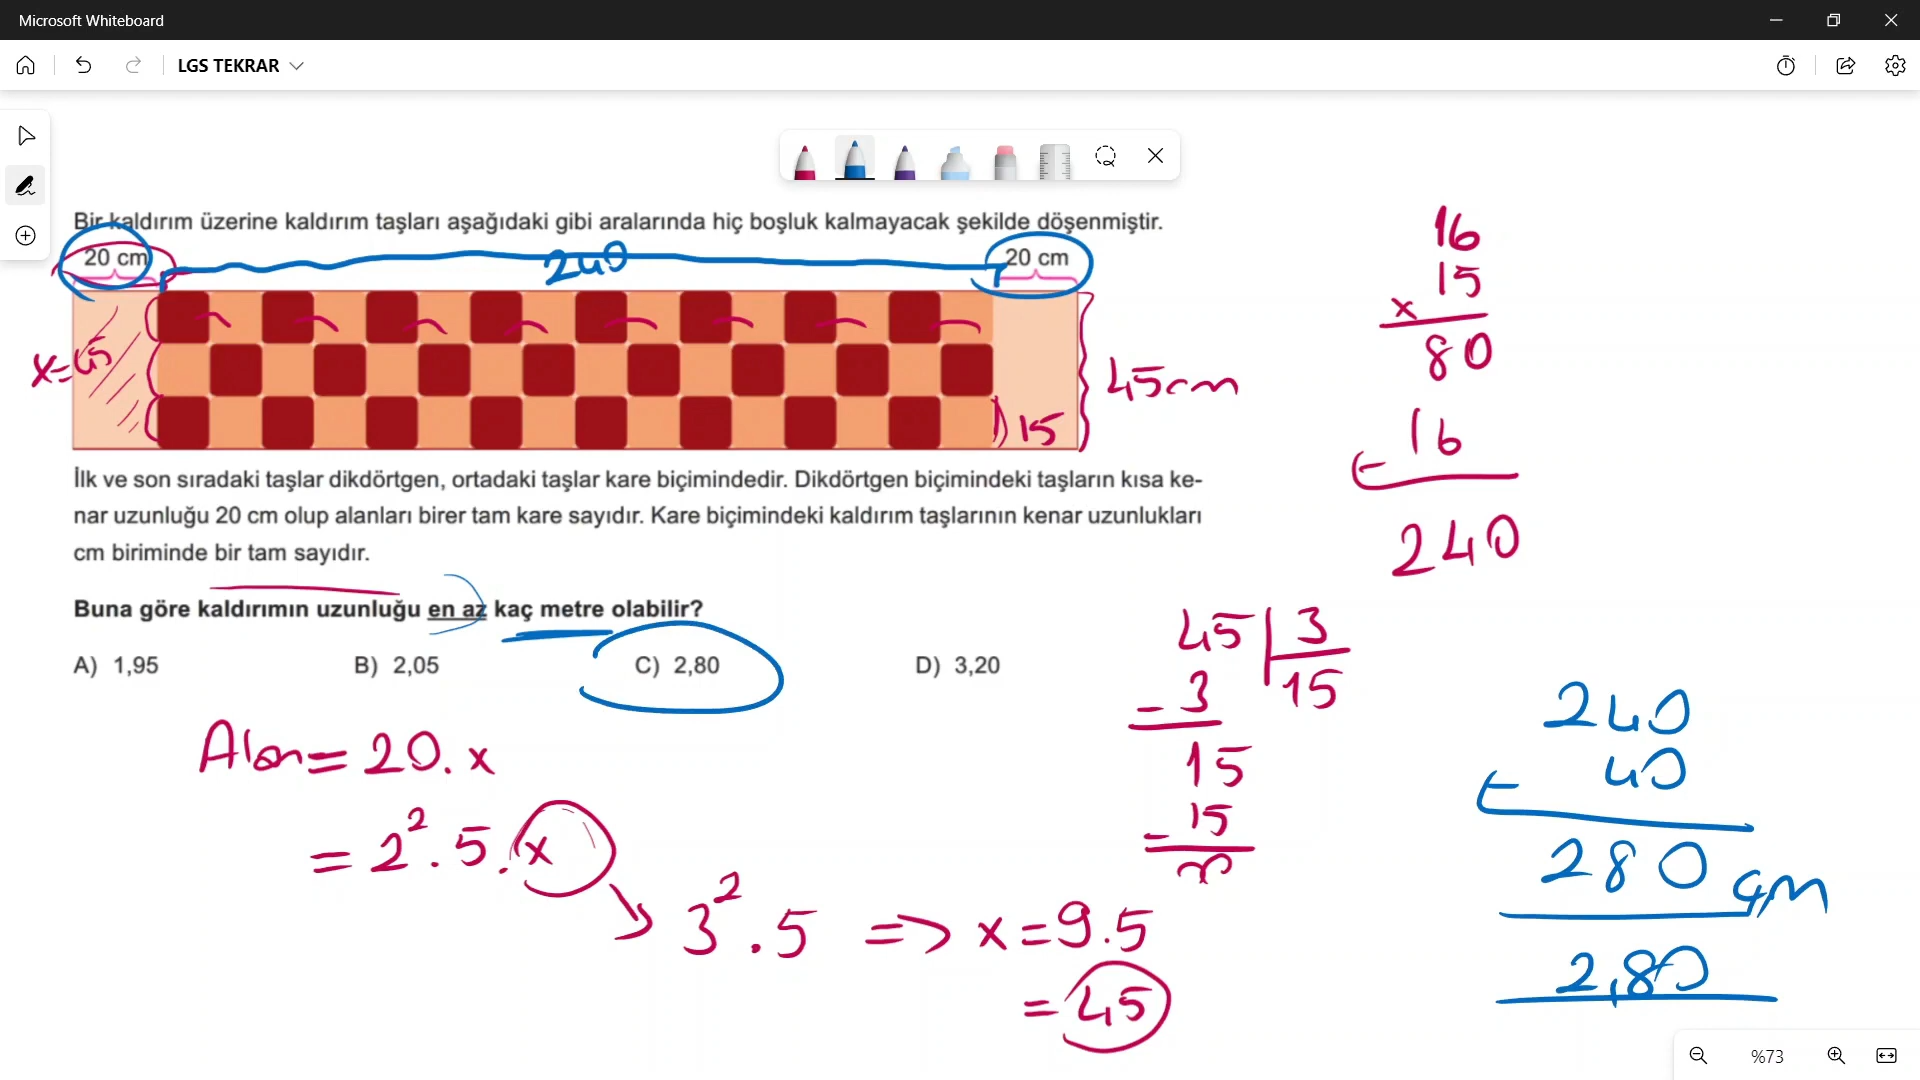 Microsoft Whiteboard
LGS TEKRAR
Bir kaldırım üzerine kaldırım taşları aşağıdaki gibi aralarında hiç boşluk kalmayacak şekilde döşenmiştir.
20 cm
240
20 cm
x=45
45cm
15
İlk ve son sıradaki taşlar dikdörtgen, ortadaki taşlar kare biçimindedir. Dikdörtgen biçimindeki taşların kısa ke-
nar uzunluğu 20 cm olup alanları birer tam kare sayıdır. Kare biçimindeki kaldırım taşlarının kenar uzunlukları
cm biriminde bir tam sayıdır.
Buna göre kaldırımın uzunluğu en az kaç metre olabilir?
A) 1,95
B) 2,05
C) 2,80
D) 3,20
Alan = 20.x
= 2².5.x
3².5 => x=9.5
= 45
16
x 15
80
+ 16
240
45 | 3
- 3 15
15
- 15
00
240
+ 40
280 cm
2,80
%73